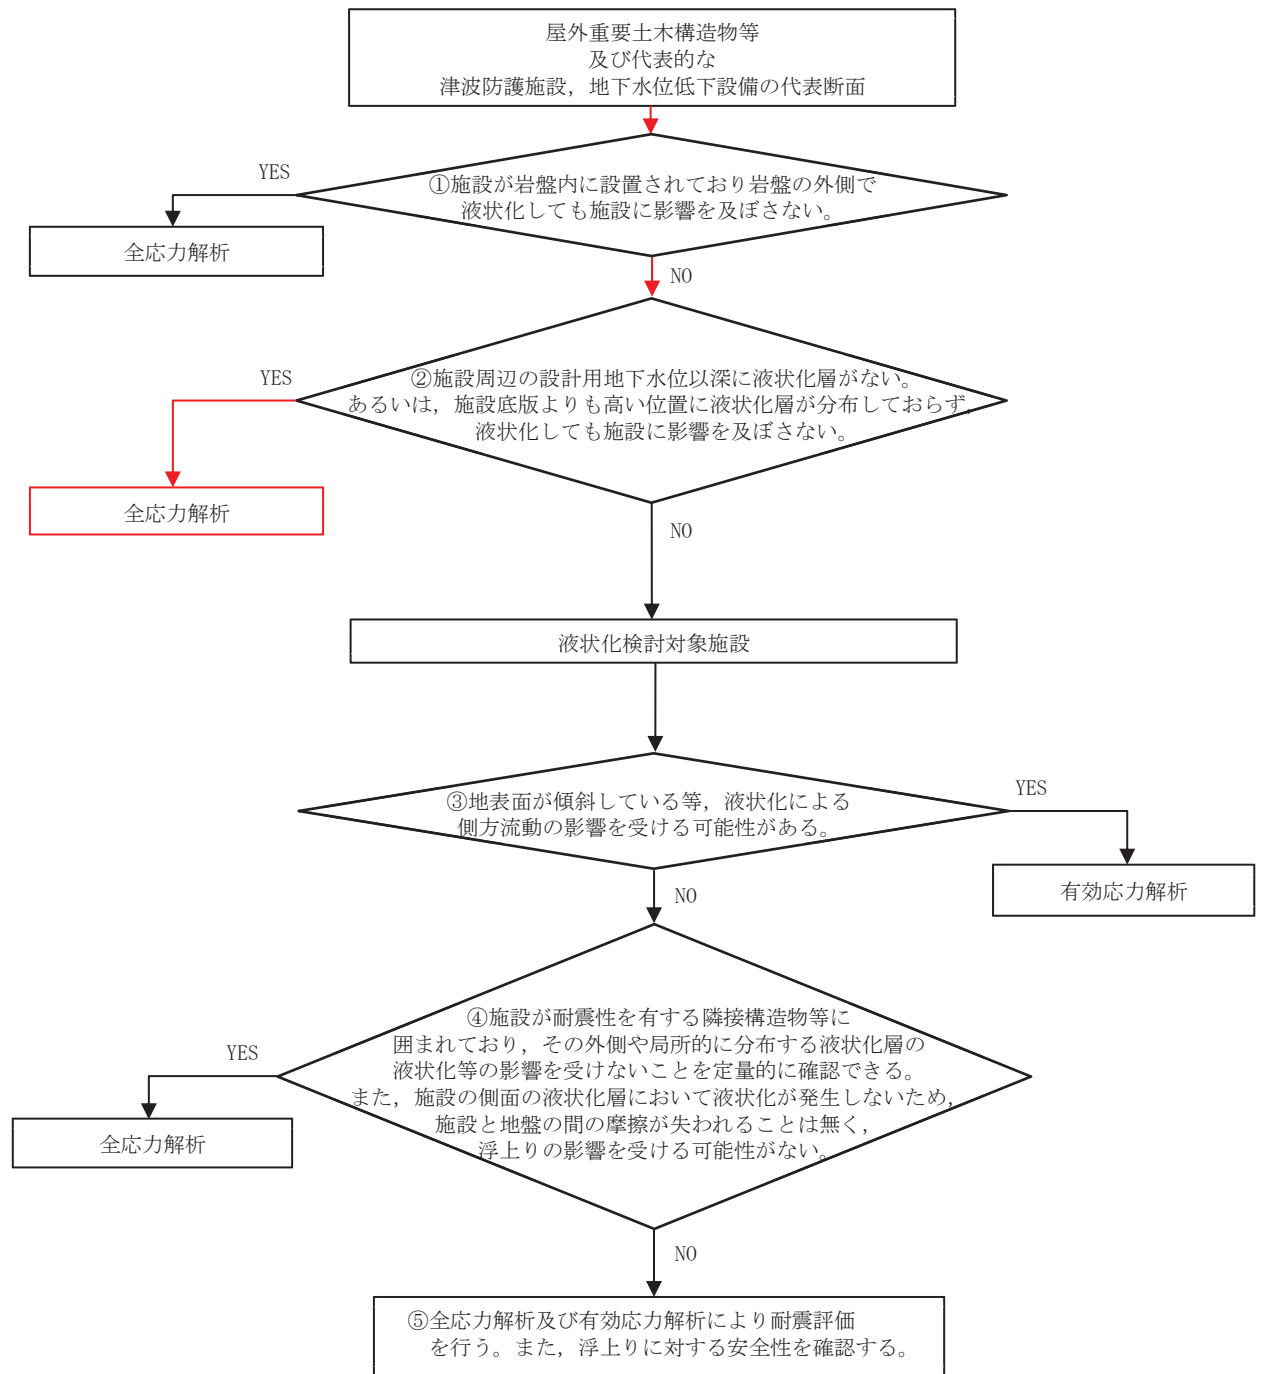 屋外重要土木構造物等
及び代表的な
津波防護施設，地下水位低下設備の代表断面
YES
①施設が岩盤内に設置されており岩盤の外側で
液状化しても施設に影響を及ぼさない。
全応力解析
NO
YES
②施設周辺の設計用地下水位以深に液状化層がない。
あるいは，施設底版よりも高い位置に液状化層が分布しておらず，
液状化しても施設に影響を及ぼさない。
全応力解析
NO
液状化検討対象施設
③地表面が傾斜している等，液状化による
側方流動の影響を受ける可能性がある。
YES
有効応力解析
NO
④施設が耐震性を有する隣接構造物等に
囲まれており，その外側や局所的に分布する液状化層の
液状化等の影響を受けないことを定量的に確認できる。
また，施設の側面の液状化層において液状化が発生しないため，
施設と地盤の間の摩擦が失われることは無く，
浮上りの影響を受ける可能性がない。
YES
全応力解析
NO
⑤全応力解析及び有効応力解析により耐震評価
を行う。また，浮上りに対する安全性を確認する。